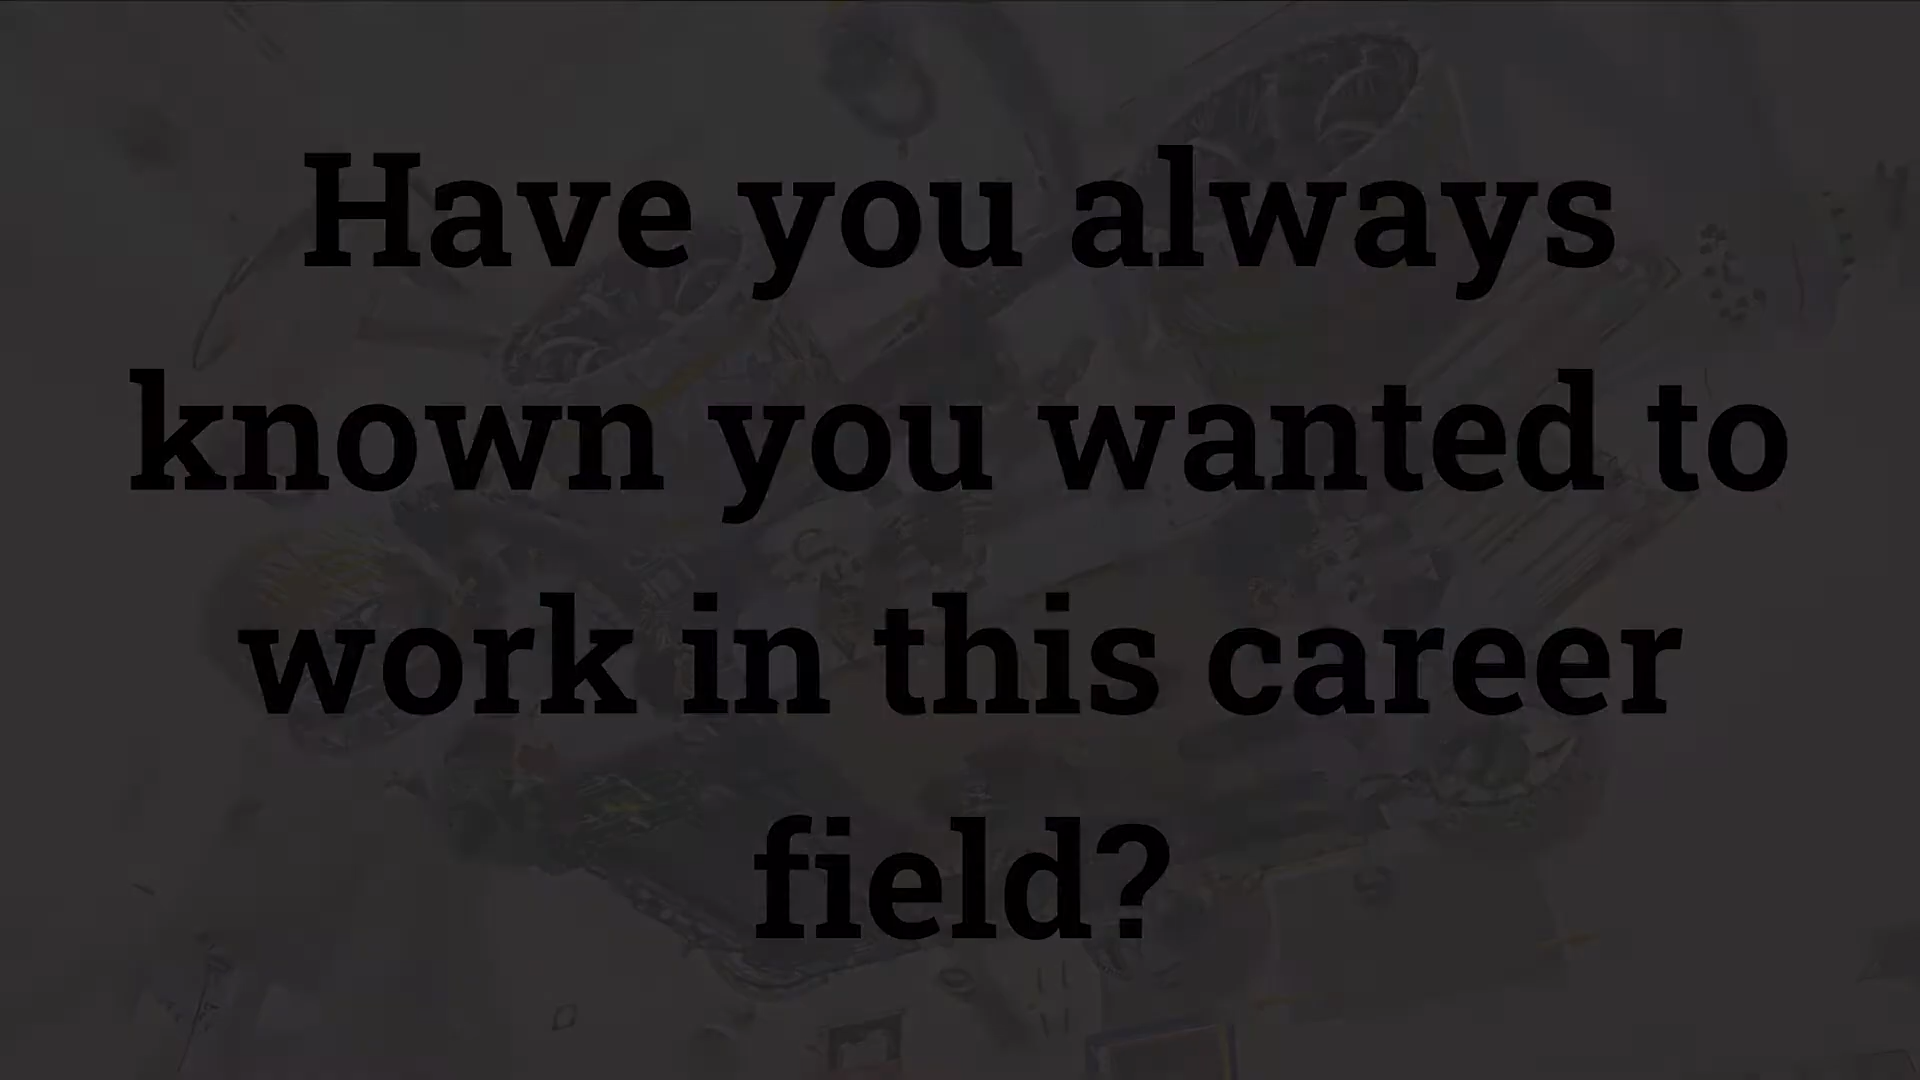 Have you always
known you wanted to
work in this career
field?